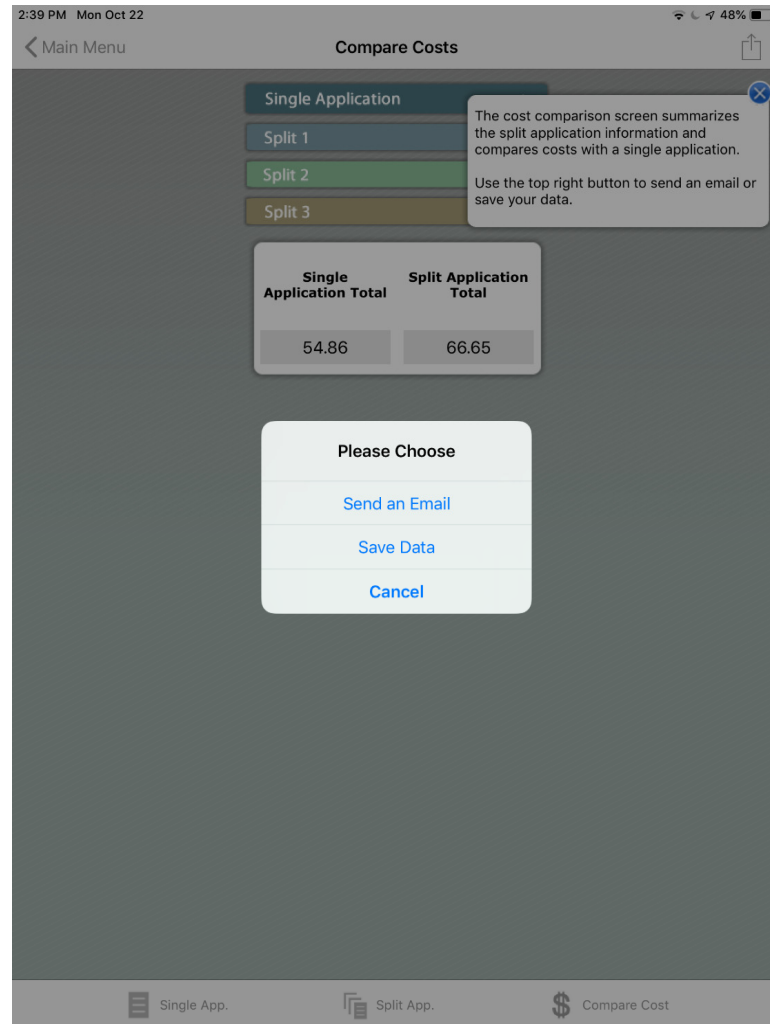 2:39 PM Mon Oct 22
48%
Main Menu
Compare Costs
Single Application
Split 1
Split 2
Split 3
The cost comparison screen summarizes
the split application information and
compares costs with a single application.
Use the top right button to send an email or
save your data.
Single
Application Total
Split Application
Total
54.86
66.65
Please Choose
Send an Email
Save Data
Cancel
Single App.
Split App.
Compare Cost